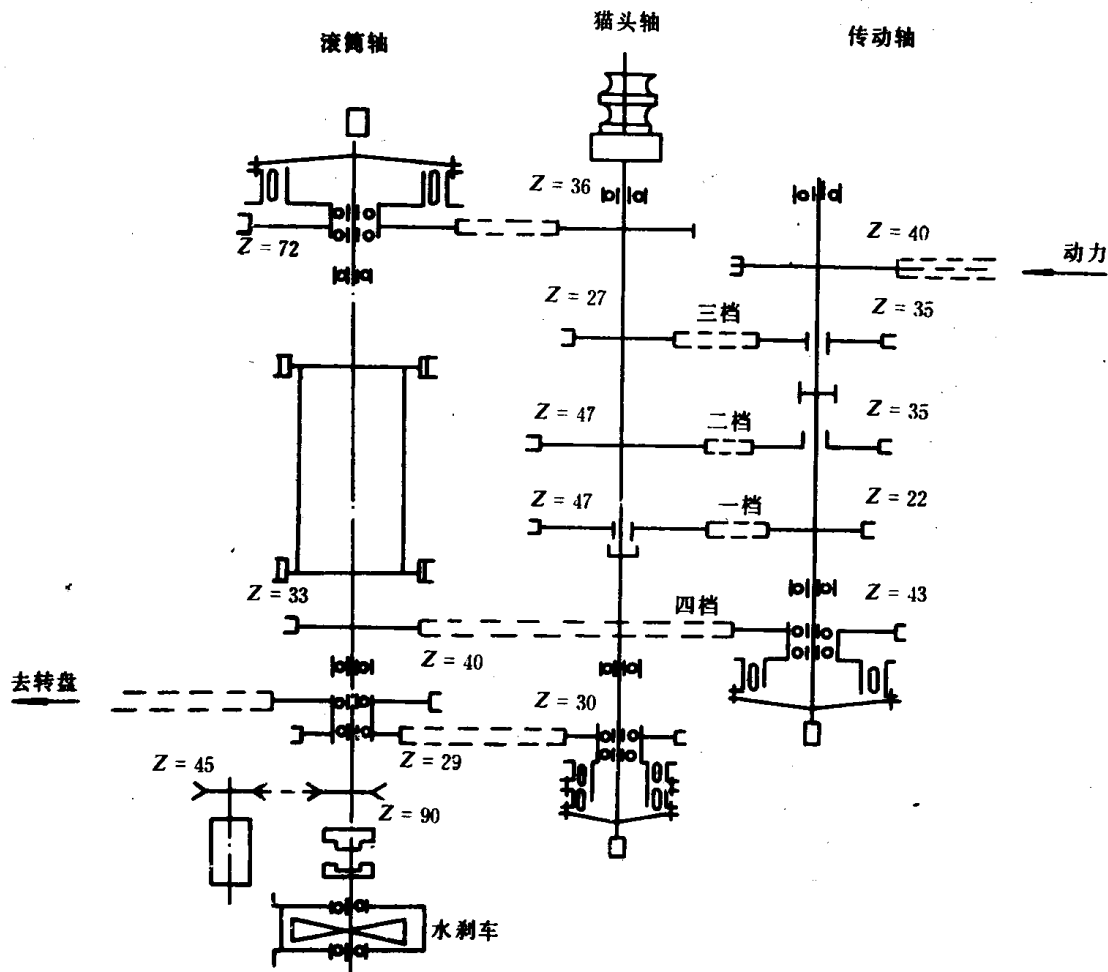 滚筒轴
猫头轴
传动轴
Z = 36
Z = 72
Z = 40
动力
Z = 27
三档
Z = 35
Z = 47
二档
Z = 35
Z = 47
一档
Z = 22
Z = 33
四档
Z = 43
Z = 40
去转盘
Z = 30
Z = 45
Z = 29
Z = 90
水刹车